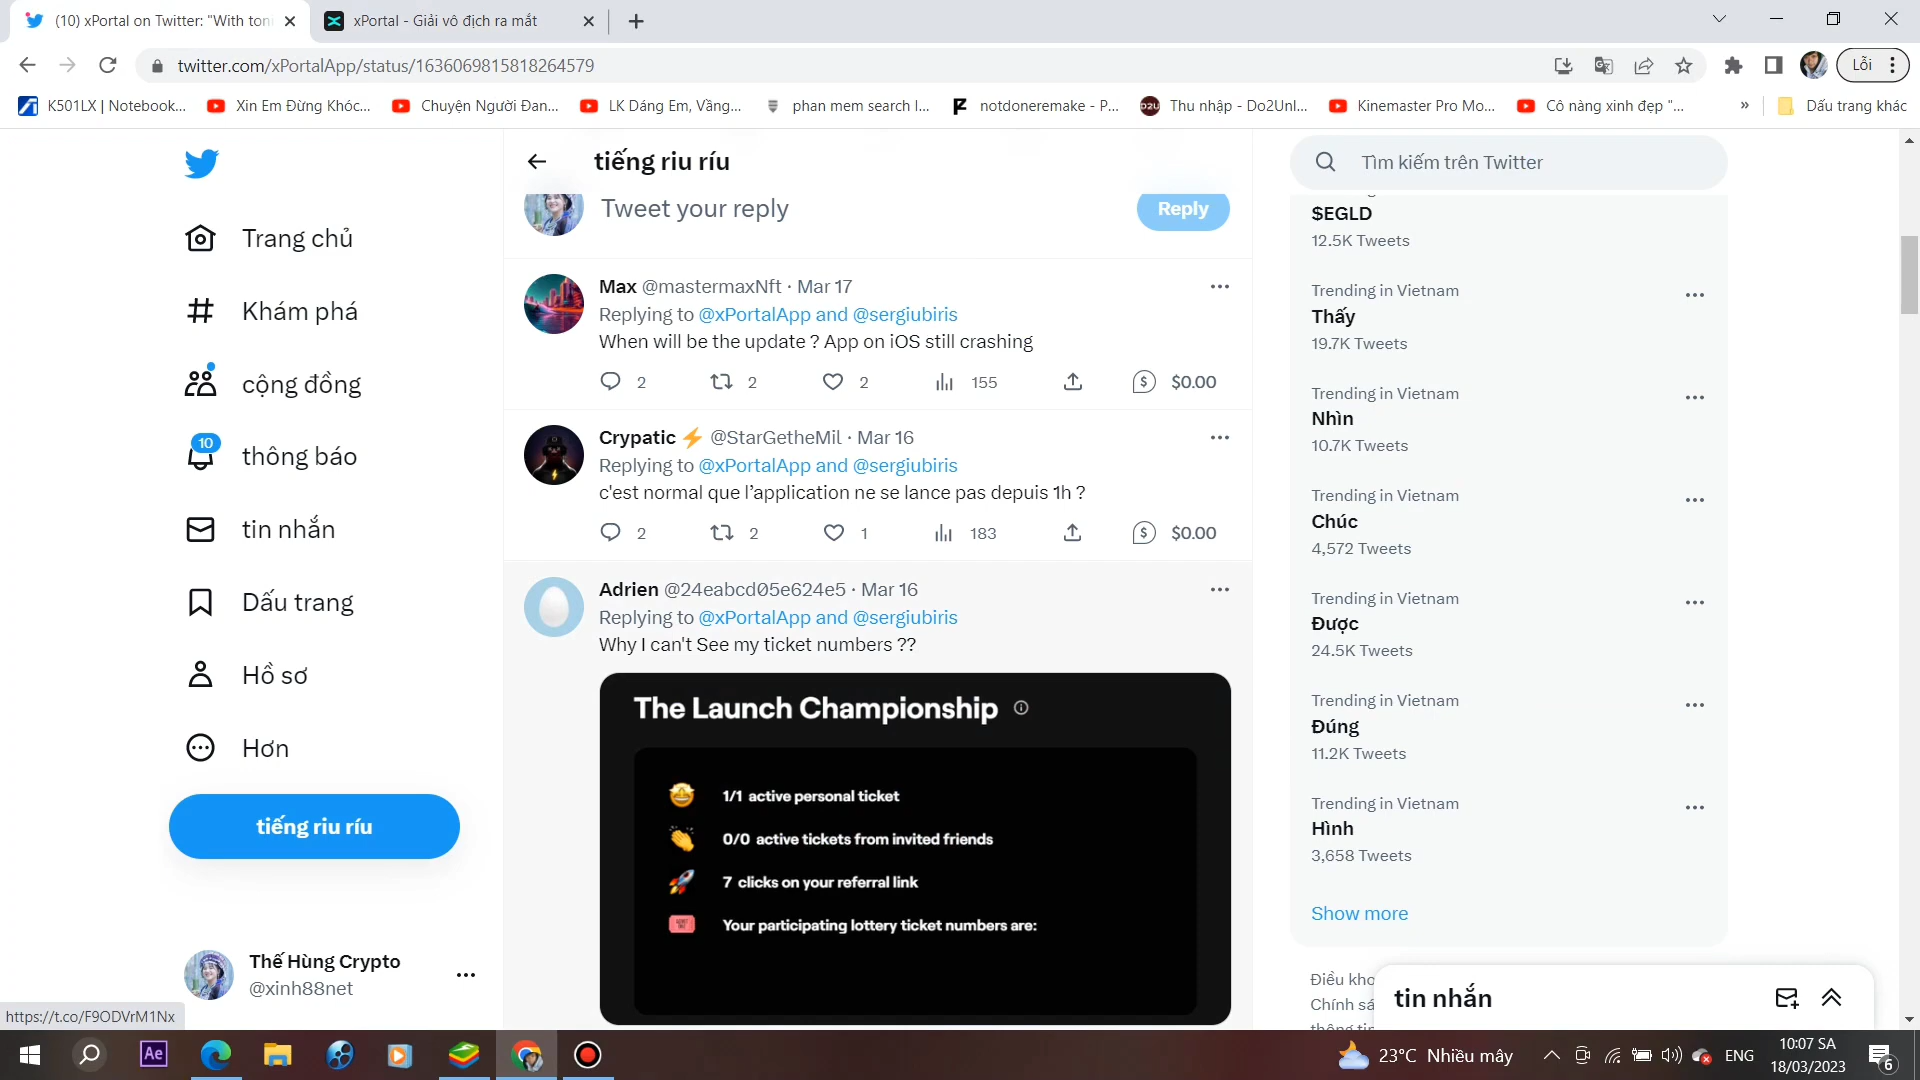 (10) xPortal on Twitter: "With toni
xPortal - Giải vô địch ra mắt
twitter.com/xPortalApp/status/1636069815818264579
Lỗi
K501LX | Notebook...
Xin Em Đừng Khóc...
Chuyện Người Đan...
LK Dáng Em, Vầng...
phan mem search l...
notdoneremake - P...
Thu nhập - Do2Unl...
Kinemaster Pro Mo...
Cô nàng xinh đẹp "...
»
Dấu trang khác
Trang chủ
Khám phá
cộng đồng
10
thông báo
tin nhắn
Dấu trang
Hồ sơ
Hơn
tiếng riu ríu
Thế Hùng Crypto
@xinh88net
https://t.co/F9ODVrM1Nx
tiếng riu ríu
Tweet your reply
Reply
Max @mastermaxNft · Mar 17
Replying to @xPortalApp and @sergiubiris
When will be the update ? App on iOS still crashing
2 2 2 155 $0.00
Crypatic ⚡ @StarGetheMil · Mar 16
Replying to @xPortalApp and @sergiubiris
c'est normal que l’application ne se lance pas depuis 1h ?
2 2 1 183 $0.00
Adrien @24eabcd05e624e5 · Mar 16
Replying to @xPortalApp and @sergiubiris
Why I can't See my ticket numbers ??
The Launch Championship
1/1 active personal ticket
0/0 active tickets from invited friends
7 clicks on your referral link
Your participating lottery ticket numbers are:
Tìm kiếm trên Twitter
$EGLD
12.5K Tweets
Trending in Vietnam
Thấy
19.7K Tweets
Trending in Vietnam
Nhìn
10.7K Tweets
Trending in Vietnam
Chúc
4,572 Tweets
Trending in Vietnam
Được
24.5K Tweets
Trending in Vietnam
Đúng
11.2K Tweets
Trending in Vietnam
Hình
3,658 Tweets
Show more
Điều kho
Chính sá
thông tin
tin nhắn
Ae
23°C Nhiều mây
ENG
10:07 SA
18/03/2023
6